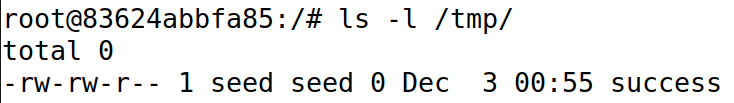 root@83624abbfa85:/# ls -l /tmp/
total 0
-rw-rw-r-- 1 seed seed 0 Dec  3 00:55 success